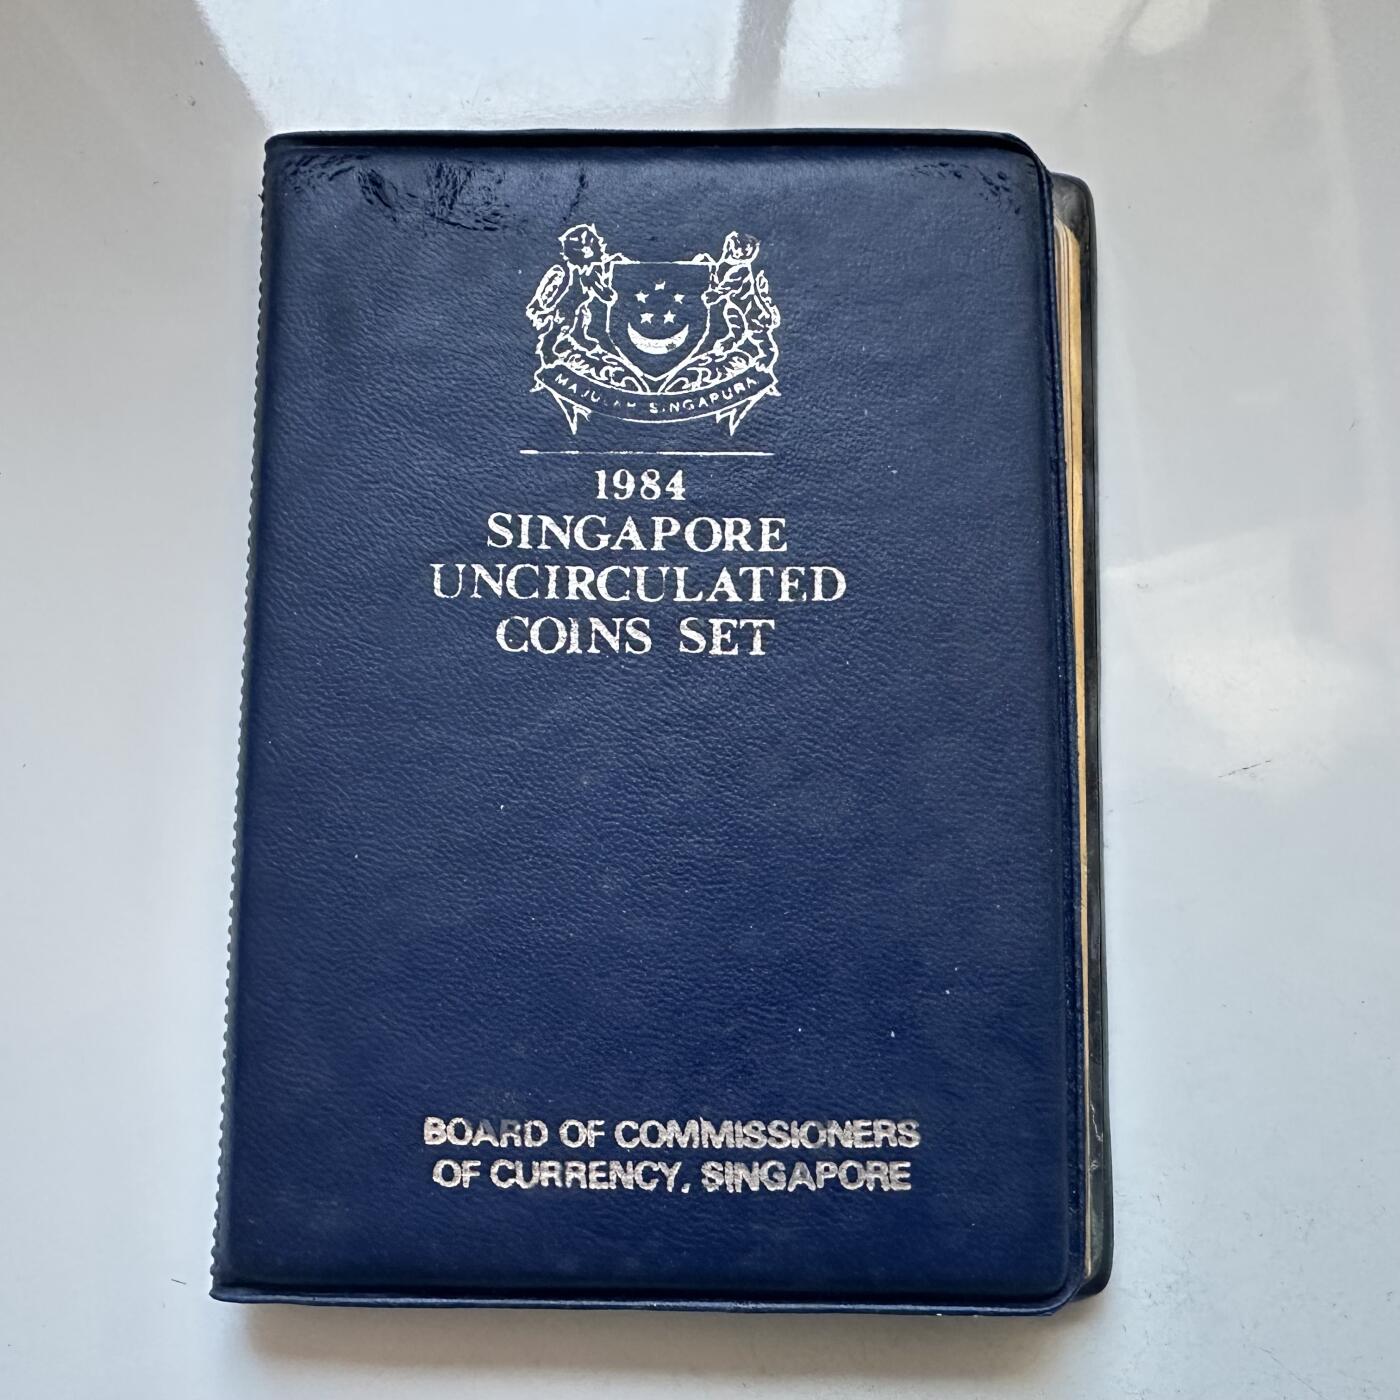 MAJULAH SINGAPURA
1984
SINGAPORE
UNCIRCULATED
COINS SET
BOARD OF COMMISSIONERS
OF CURRENCY, SINGAPORE